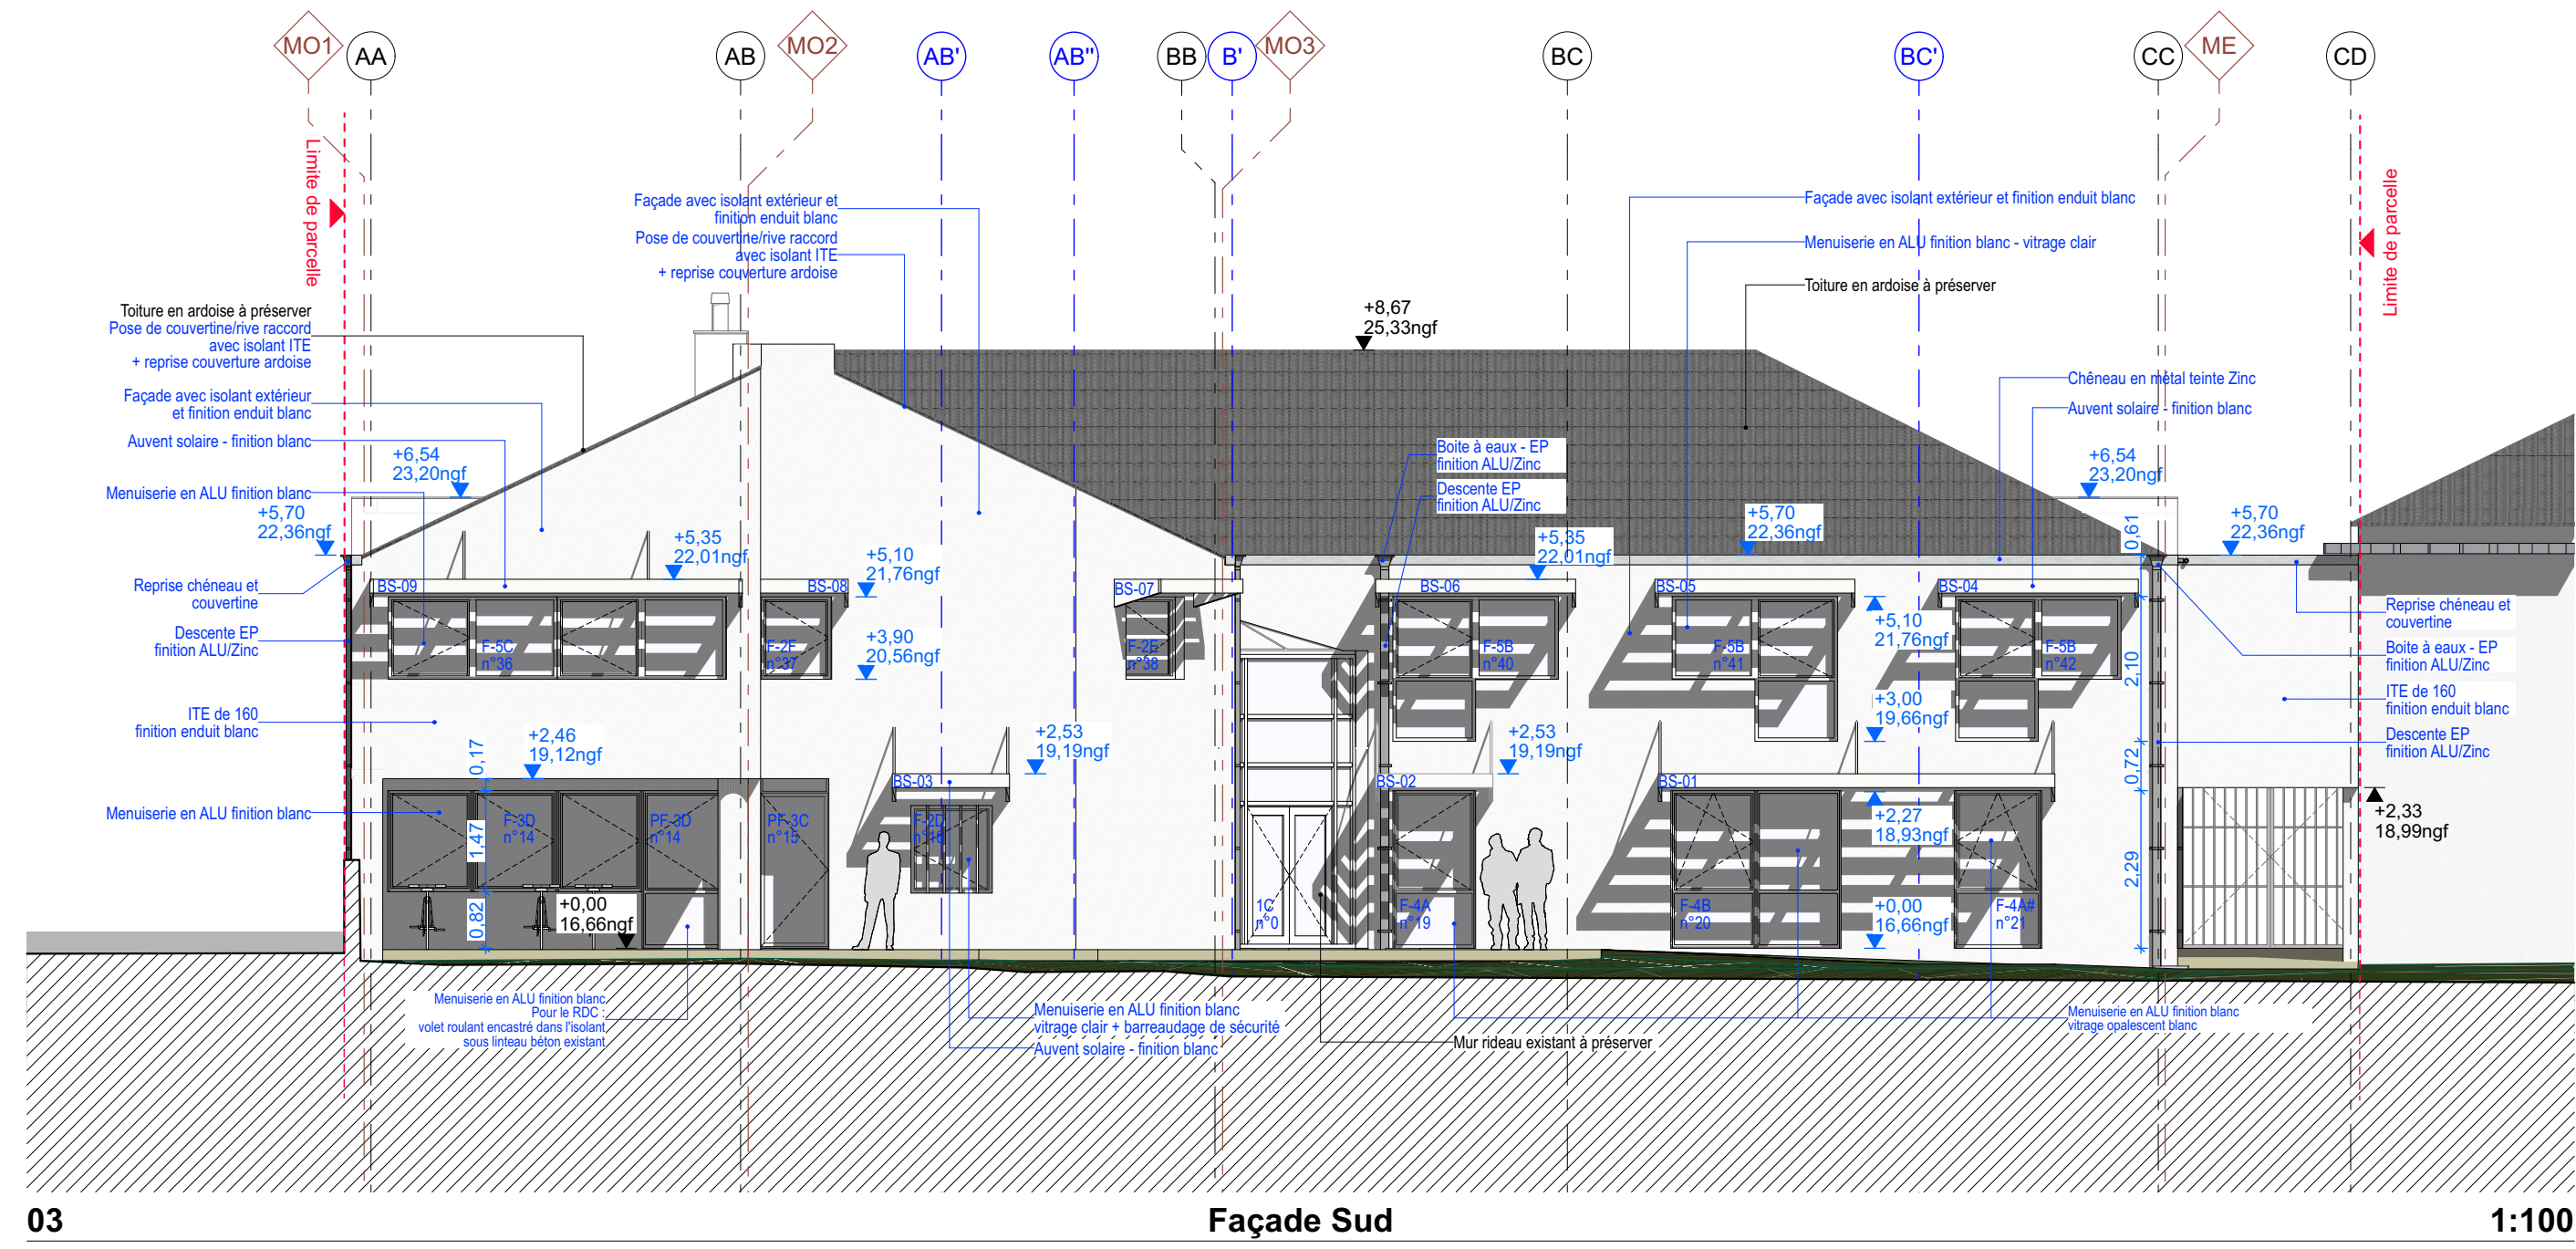 MO1
AA
AB
MO2
AB'
AB"
BB
B'
MO3
BC
BC'
CC
ME
CD
Limite de parcelle
Limite de parcelle
Façade avec isolant extérieur et
finition enduit blanc
Pose de couvertine/rive raccord
avec isolant ITE
+ reprise couverture ardoise
Façade avec isolant extérieur et finition enduit blanc
Menuiserie en ALU finition blanc - vitrage clair
Toiture en ardoise à préserver
Toiture en ardoise à préserver
Pose de couvertine/rive raccord
avec isolant ITE
+ reprise couverture ardoise
Façade avec isolant extérieur
et finition enduit blanc
Auvent solaire - finition blanc
Menuiserie en ALU finition blanc
+5,70
22,36ngf
+6,54
23,20ngf
Reprise chéneau et
couvertine
Descente EP
finition ALU/Zinc
ITE de 160
finition enduit blanc
Menuiserie en ALU finition blanc
+8,67
25,33ngf
Chêneau en métal teinte Zinc
Auvent solaire - finition blanc
Boite à eaux - EP
finition ALU/Zinc
Descente EP
finition ALU/Zinc
+6,54
23,20ngf
+5,35
22,01ngf
+5,10
21,76ngf
+3,90
20,56ngf
+5,35
22,01ngf
+5,70
22,36ngf
+5,70
22,36ngf
0,61
BS-09
BS-08
BS-07
BS-06
BS-05
BS-04
F-5C
n°36
F-2F
n°37
F-2E
n°38
F-5B
n°40
F-5B
n°41
F-5B
n°42
+5,10
21,76ngf
+3,00
19,66ngf
2,10
0,72
2,29
Reprise chéneau et
couvertine
Boite à eaux - EP
finition ALU/Zinc
ITE de 160
finition enduit blanc
Descente EP
finition ALU/Zinc
+2,46
19,12ngf
0,17
1,47
0,82
+2,53
19,19ngf
+2,53
19,19ngf
BS-03
BS-02
BS-01
+2,27
18,93ngf
+2,33
18,99ngf
F-3D
n°14
PF-3D
n°14
PF-3C
n°15
F-2D
n°16
+0,00
16,66ngf
1C
n°0
F-4A
n°19
F-4B
n°20
+0,00
16,66ngf
F-4A#
n°21
Menuiserie en ALU finition blanc
Pour le RDC :
volet roulant encastré dans l'isolant
sous linteau béton existant
Menuiserie en ALU finition blanc
vitrage clair + barreaudage de sécurité
Auvent solaire - finition blanc
Mur rideau existant à préserver
Menuiserie en ALU finition blanc
vitrage opalescent blanc
03
Façade Sud
1:100